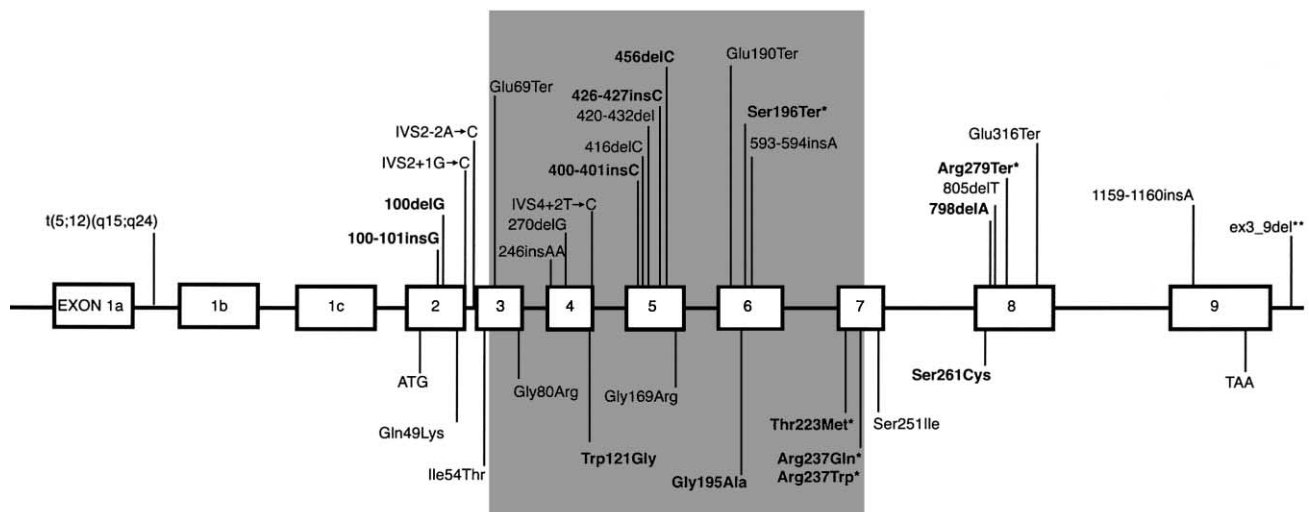 456delC
Glu190Ter
Glu69Ter
426-427insC
420-432del
Ser196Ter*
IVS2-2A→C
Glu316Ter
416delC
593-594insA
IVS2+1G→C
400-401insC
Arg279Ter*
805delT
1159-1160insA
100delG
IVS4+2T→C
798delA
t(5;12)(q15;q24)
270delG
ex3_9del**
100-101insG
246insAA
EXON 1a
1b
1c
2
3
4
5
6
7
8
9
ATG
Gly80Arg
Gly169Arg
Ser261Cys
TAA
Gln49Lys
Thr223Met*
Ser251Ile
Ile54Thr
Trp121Gly
Arg237Gln*
Gly195Ala
Arg237Trp*